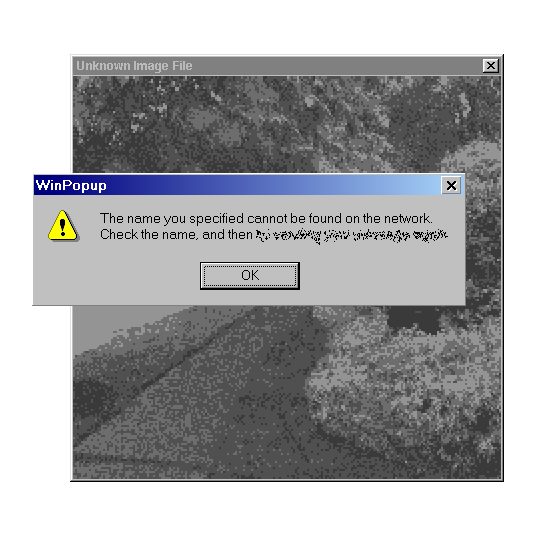 Unknown Image File
WinPopup
The name you specified cannot be found on the network.
Check the name, and then
OK